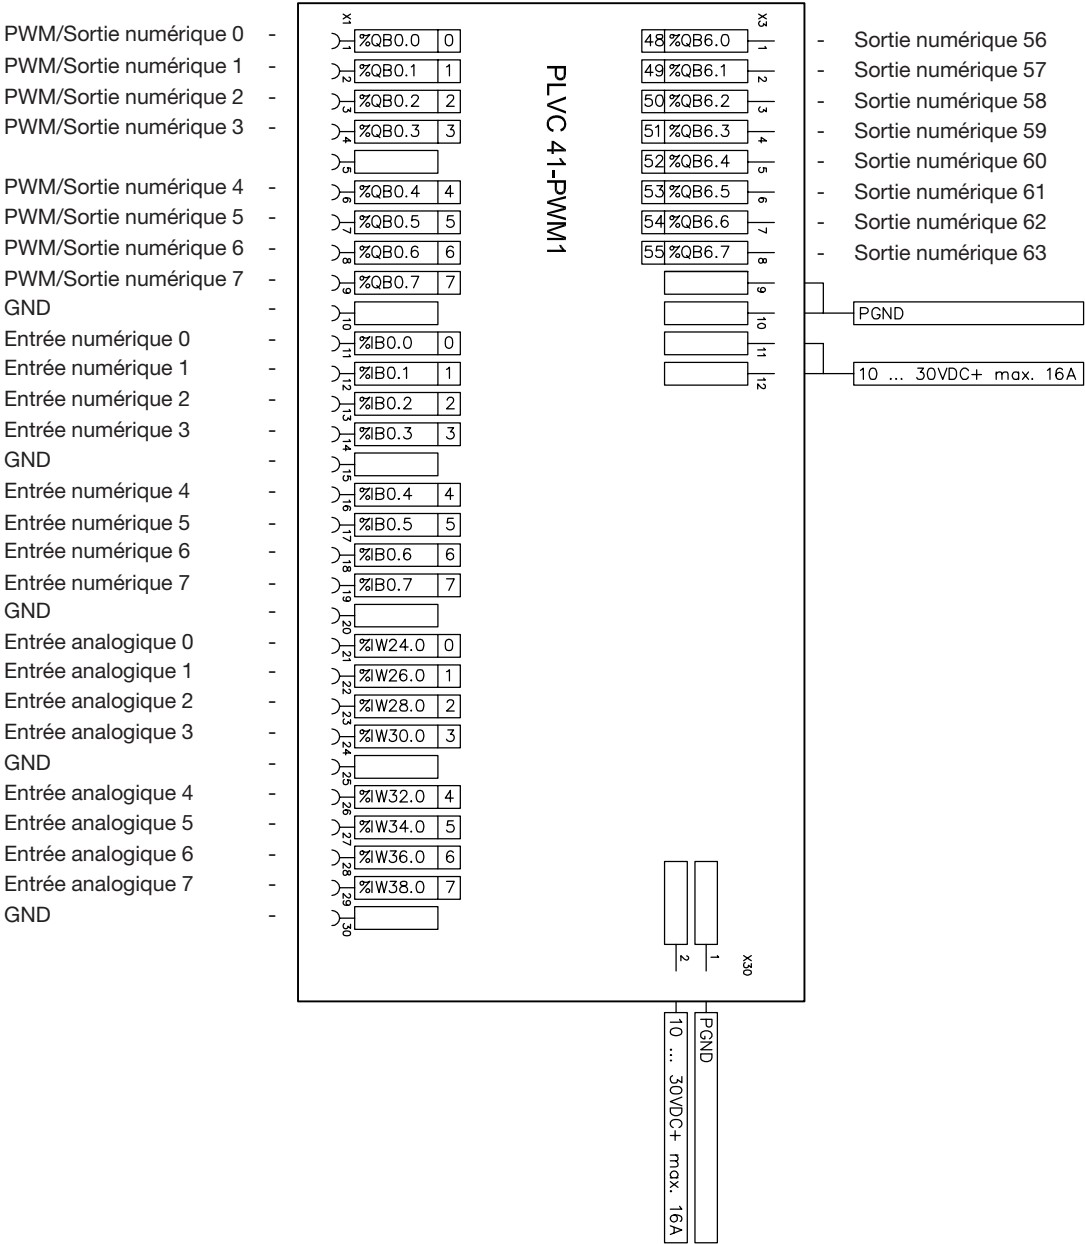 X1
PWM/Sortie numérique 0 - 1 %QB0.0 0
PWM/Sortie numérique 1 - 2 %QB0.1 1
PWM/Sortie numérique 2 - 3 %QB0.2 2
PWM/Sortie numérique 3 - 4 %QB0.3 3
5
PWM/Sortie numérique 4 - 6 %QB0.4 4
PWM/Sortie numérique 5 - 7 %QB0.5 5
PWM/Sortie numérique 6 - 8 %QB0.6 6
PWM/Sortie numérique 7 - 9 %QB0.7 7
GND - 10
Entrée numérique 0 - 11 %IB0.0 0
Entrée numérique 1 - 12 %IB0.1 1
Entrée numérique 2 - 13 %IB0.2 2
Entrée numérique 3 - 14 %IB0.3 3
GND - 15
Entrée numérique 4 - 16 %IB0.4 4
Entrée numérique 5 - 17 %IB0.5 5
Entrée numérique 6 - 18 %IB0.6 6
Entrée numérique 7 - 19 %IB0.7 7
GND - 20
Entrée analogique 0 - 21 %IW24.0 0
Entrée analogique 1 - 22 %IW26.0 1
Entrée analogique 2 - 23 %IW28.0 2
Entrée analogique 3 - 24 %IW30.0 3
GND - 25
Entrée analogique 4 - 26 %IW32.0 4
Entrée analogique 5 - 27 %IW34.0 5
Entrée analogique 6 - 28 %IW36.0 6
Entrée analogique 7 - 29 %IW38.0 7
GND - 30
PLVC 41-PWM1
X3
48 %QB6.0 1 - Sortie numérique 56
49 %QB6.1 2 - Sortie numérique 57
50 %QB6.2 3 - Sortie numérique 58
51 %QB6.3 4 - Sortie numérique 59
52 %QB6.4 5 - Sortie numérique 60
53 %QB6.5 6 - Sortie numérique 61
54 %QB6.6 7 - Sortie numérique 62
55 %QB6.7 8 - Sortie numérique 63
9
10 PGND
11
12 10 ... 30VDC+ max. 16A
X30
1 PGND
2 10 ... 30VDC+ max. 16A